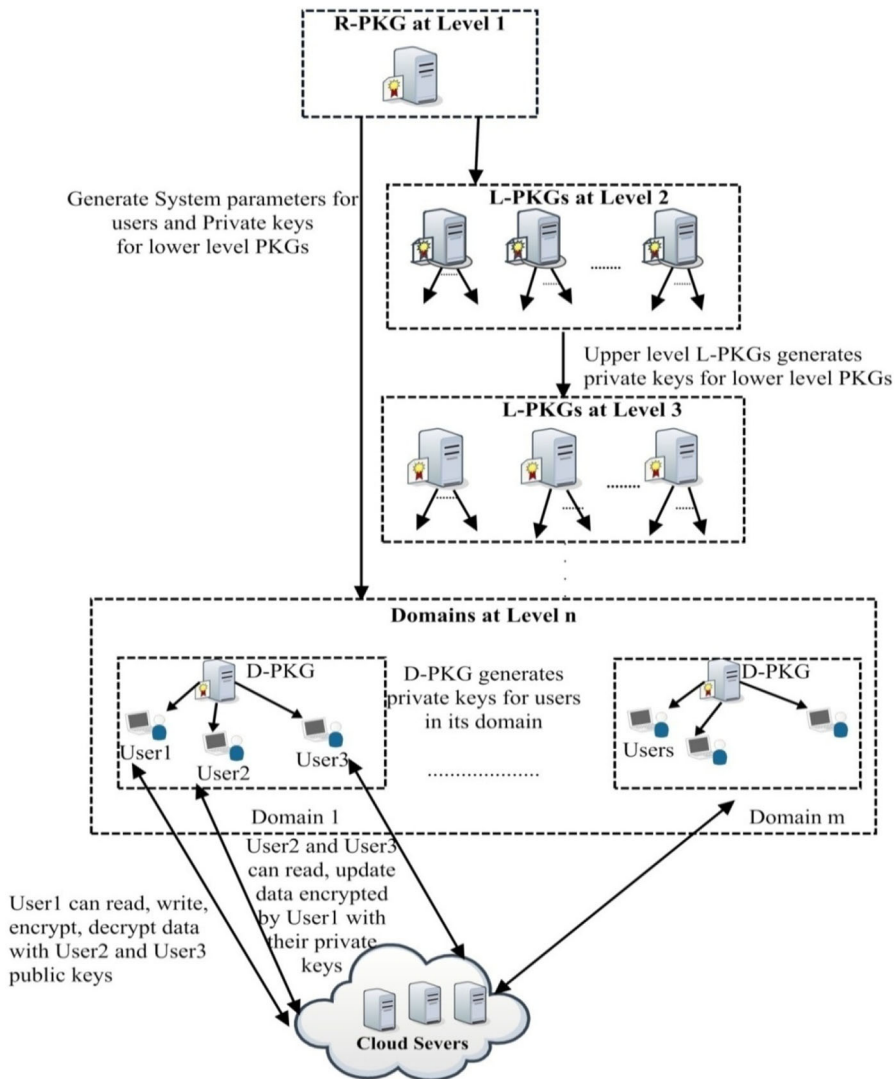 R-PKG at Level 1
Generate System parameters for
users and Private keys
for lower level PKGs
L-PKGs at Level 2
Upper level L-PKGs generates
private keys for lower level PKGs
L-PKGs at Level 3
Domains at Level n
D-PKG
User1
User2
User3
D-PKG generates
private keys for users
in its domain
D-PKG
Users
Domain 1
Domain m
User2 and User3
can read, update
data encrypted
by User1 with
their private
keys
User1 can read, write,
encrypt, decrypt data
with User2 and User3
public keys
Cloud Severs